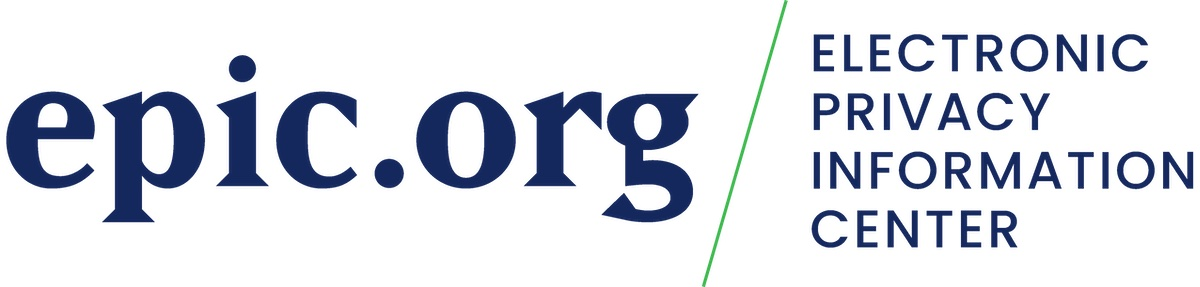 epic.org
ELECTRONIC
PRIVACY
INFORMATION
CENTER